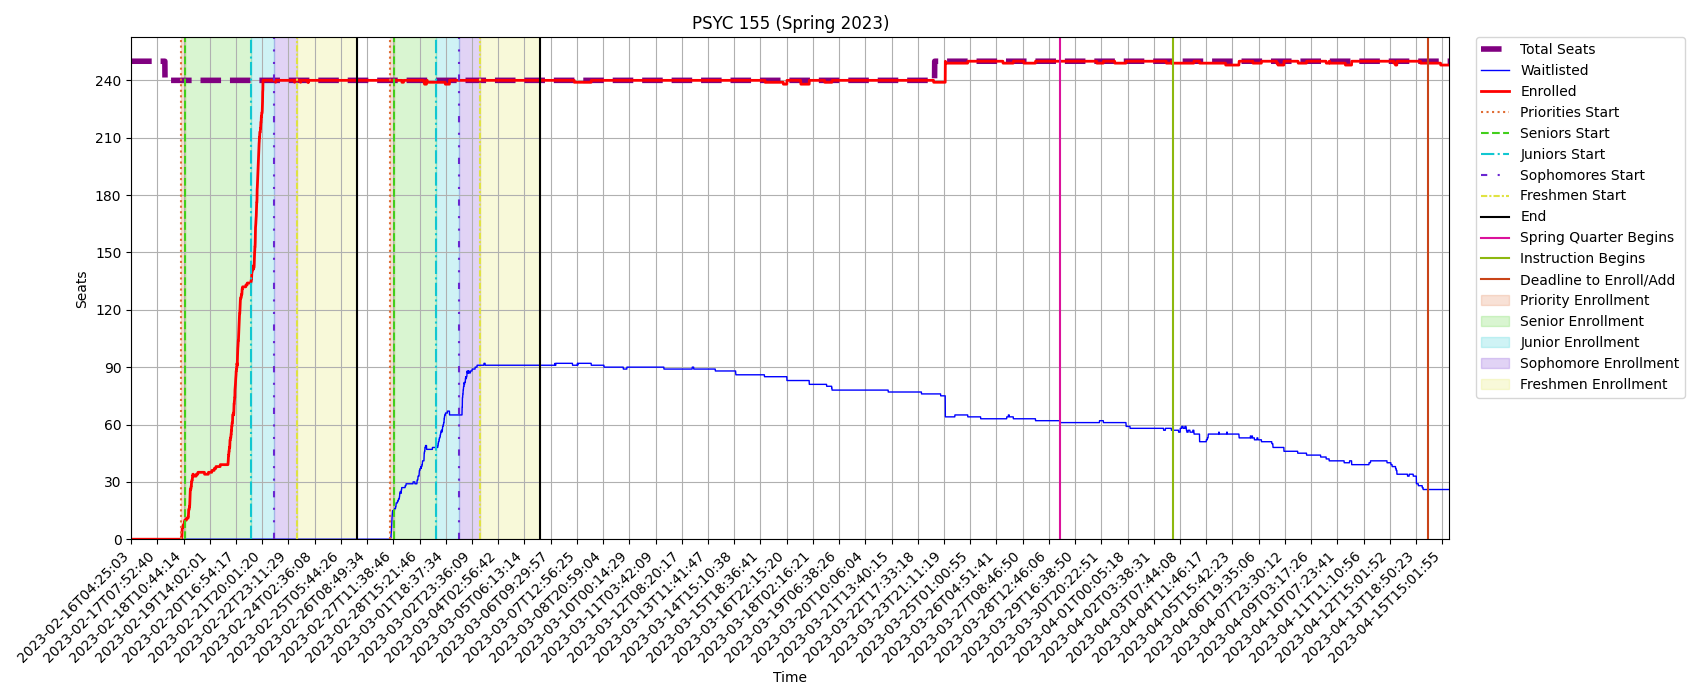 PSYC 155 (Spring 2023)
Seats
240
210
180
150
120
90
60
30
0
2023-02-16T04:25:03
2023-02-17T07:52:40
2023-02-18T10:44:14
2023-02-19T14:02:01
2023-02-20T16:54:17
2023-02-21T20:01:20
2023-02-22T23:11:29
2023-02-24T02:36:08
2023-02-25T05:44:26
2023-02-26T08:49:34
2023-02-27T11:38:46
2023-02-28T15:21:46
2023-03-01T18:37:34
2023-03-02T23:36:09
2023-03-04T02:56:42
2023-03-05T06:13:14
2023-03-06T09:29:57
2023-03-07T12:56:25
2023-03-08T20:59:04
2023-03-10T00:14:29
2023-03-11T03:42:09
2023-03-12T08:20:17
2023-03-13T11:41:47
2023-03-14T15:10:38
2023-03-15T18:36:41
2023-03-16T22:15:20
2023-03-18T02:16:21
2023-03-19T06:38:26
2023-03-20T10:06:04
2023-03-21T13:40:15
2023-03-22T17:33:18
2023-03-23T21:11:19
2023-03-25T01:00:55
2023-03-26T04:51:41
2023-03-27T08:46:50
2023-03-28T12:46:06
2023-03-29T16:38:50
2023-03-30T20:22:51
2023-04-01T00:05:18
2023-04-02T03:38:31
2023-04-03T07:44:08
2023-04-04T11:46:17
2023-04-05T15:42:23
2023-04-06T19:35:06
2023-04-07T23:30:12
2023-04-09T03:17:26
2023-04-10T07:23:41
2023-04-11T11:10:56
2023-04-12T15:01:52
2023-04-13T18:50:23
2023-04-15T15:01:55
Time
Total Seats
Waitlisted
Enrolled
Priorities Start
Seniors Start
Juniors Start
Sophomores Start
Freshmen Start
End
Spring Quarter Begins
Instruction Begins
Deadline to Enroll/Add
Priority Enrollment
Senior Enrollment
Junior Enrollment
Sophomore Enrollment
Freshmen Enrollment